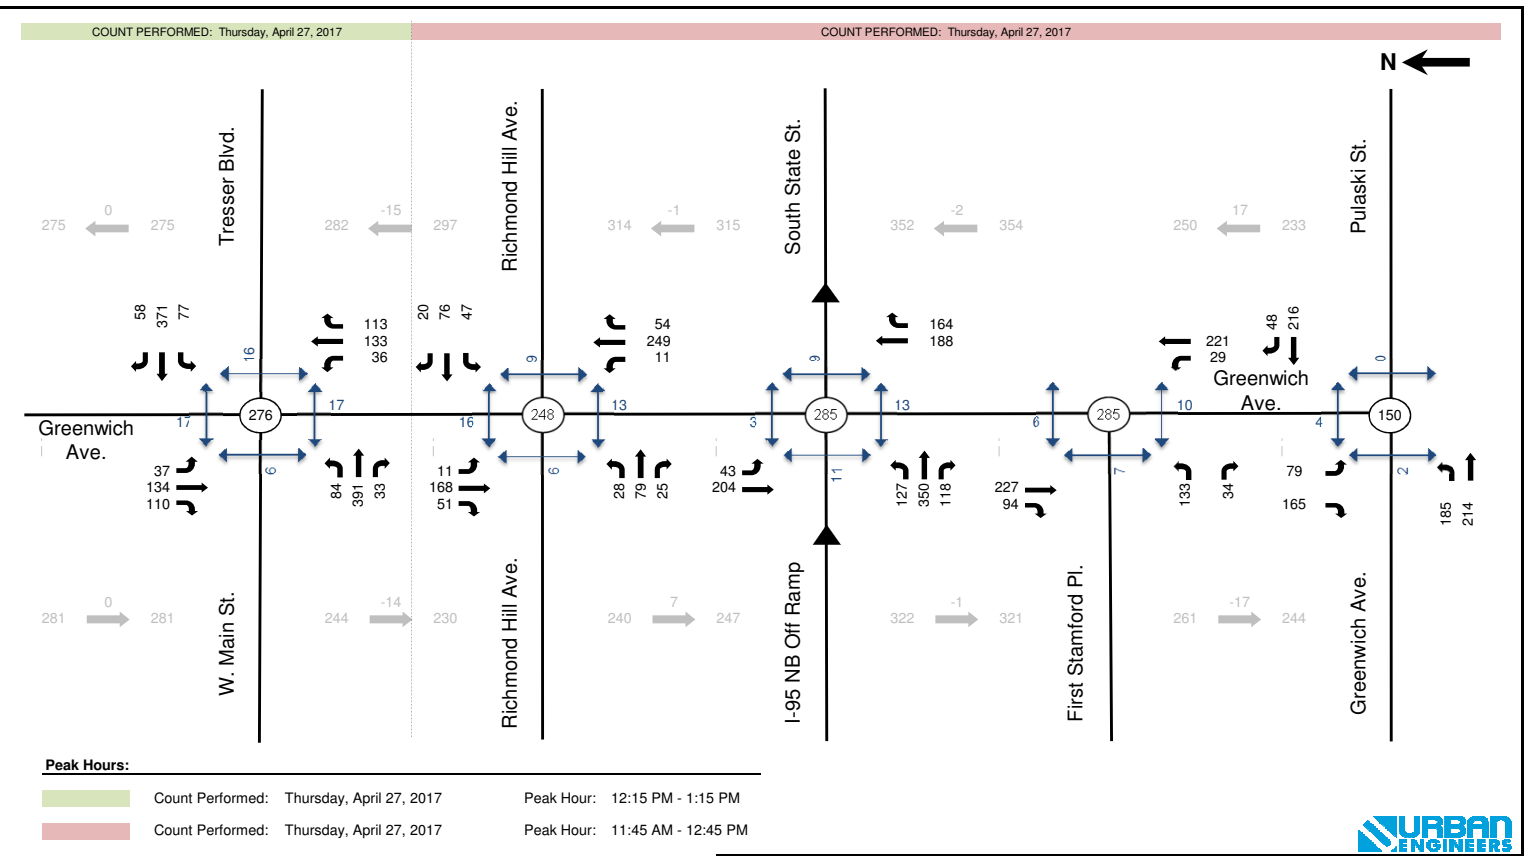 COUNT PERFORMED: Thursday, April 27, 2017
COUNT PERFORMED: Thursday, April 27, 2017
N
Tresser Blvd.
Richmond Hill Ave.
South State St.
Pulaski St.
0
275 275
-15
282 297
-1
314 315
-2
352 354
17
250 233
58 371 77
113
133
36
20 76 47
54
249
11
164
188
221
29
48 216
16
9
9
0
Greenwich
Ave.
17
276
17
16
248
13
3
285
13
6
285
10
4
150
Greenwich
Ave.
6
6
11
7
2
37
134
110
84 391 33
11
168
51
28 79 25
43
204
127 350 118
227
94
133 34
79
165
185 214
0
281 281
-14
244 230
7
240 247
-1
322 321
-17
261 244
W. Main St.
Richmond Hill Ave.
I-95 NB Off Ramp
First Stamford Pl.
Greenwich Ave.
Peak Hours:
Count Performed: Thursday, April 27, 2017 Peak Hour: 12:15 PM - 1:15 PM
Count Performed: Thursday, April 27, 2017 Peak Hour: 11:45 AM - 12:45 PM
URBAN
ENGINEERS